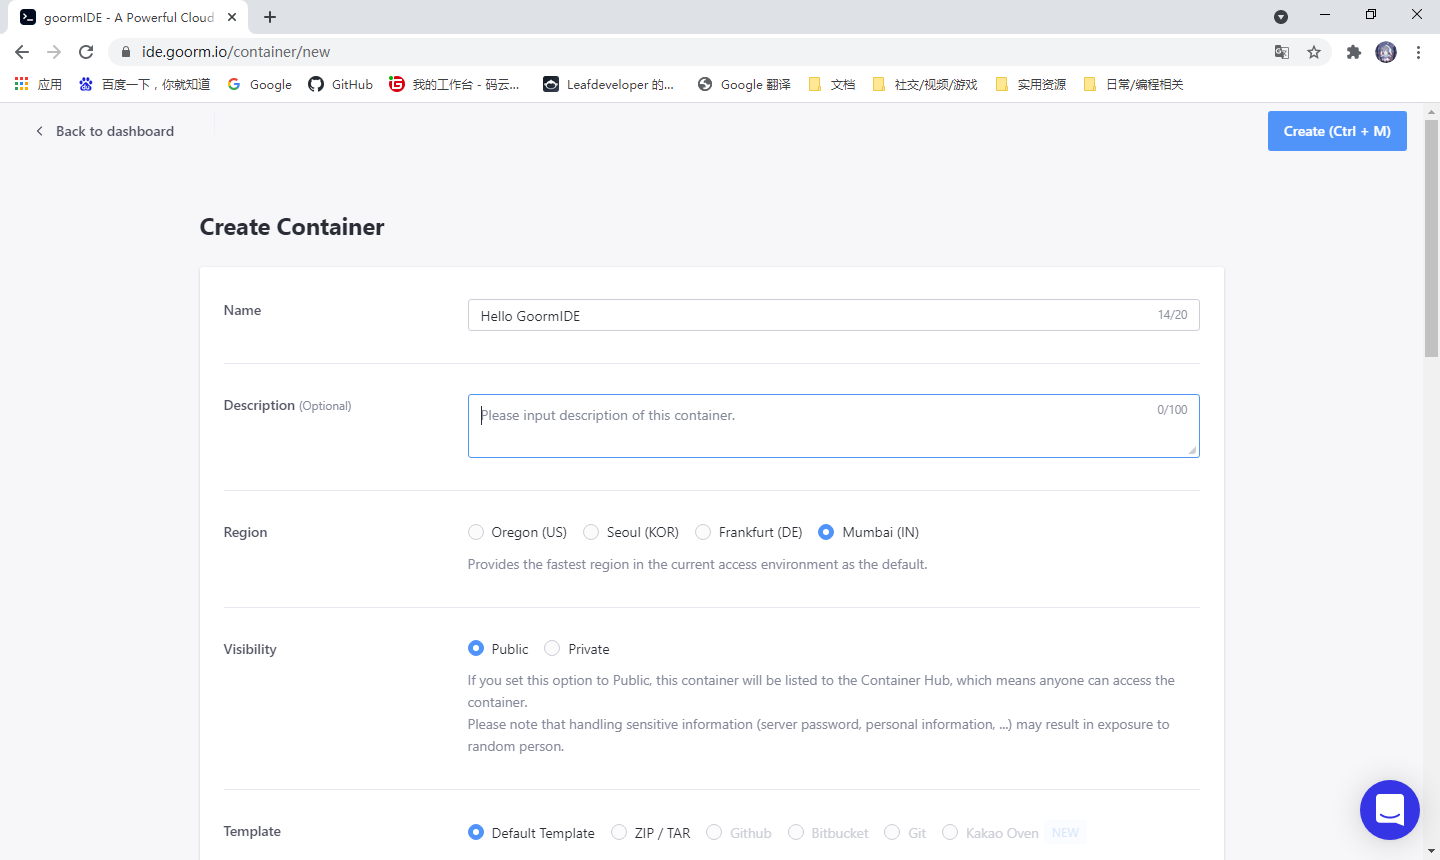 goormIDE - A Powerful Cloud
ide.goorm.io/container/new
应用 百度一下，你就知道 Google GitHub 我的工作台 - 码云... Leafdeveloper 的... Google 翻译 文档 社交/视频/游戏 实用资源 日常/编程相关
Back to dashboard
Create (Ctrl + M)
Create Container
Name
Hello GoormIDE
14/20
Description (Optional)
Please input description of this container.
0/100
Region
Oregon (US) Seoul (KOR) Frankfurt (DE) Mumbai (IN)
Provides the fastest region in the current access environment as the default.
Visibility
Public Private
If you set this option to Public, this container will be listed to the Container Hub, which means anyone can access the
container.
Please note that handling sensitive information (server password, personal information, ...) may result in exposure to
random person.
Template
Default Template ZIP / TAR Github Bitbucket Git Kakao Oven NEW